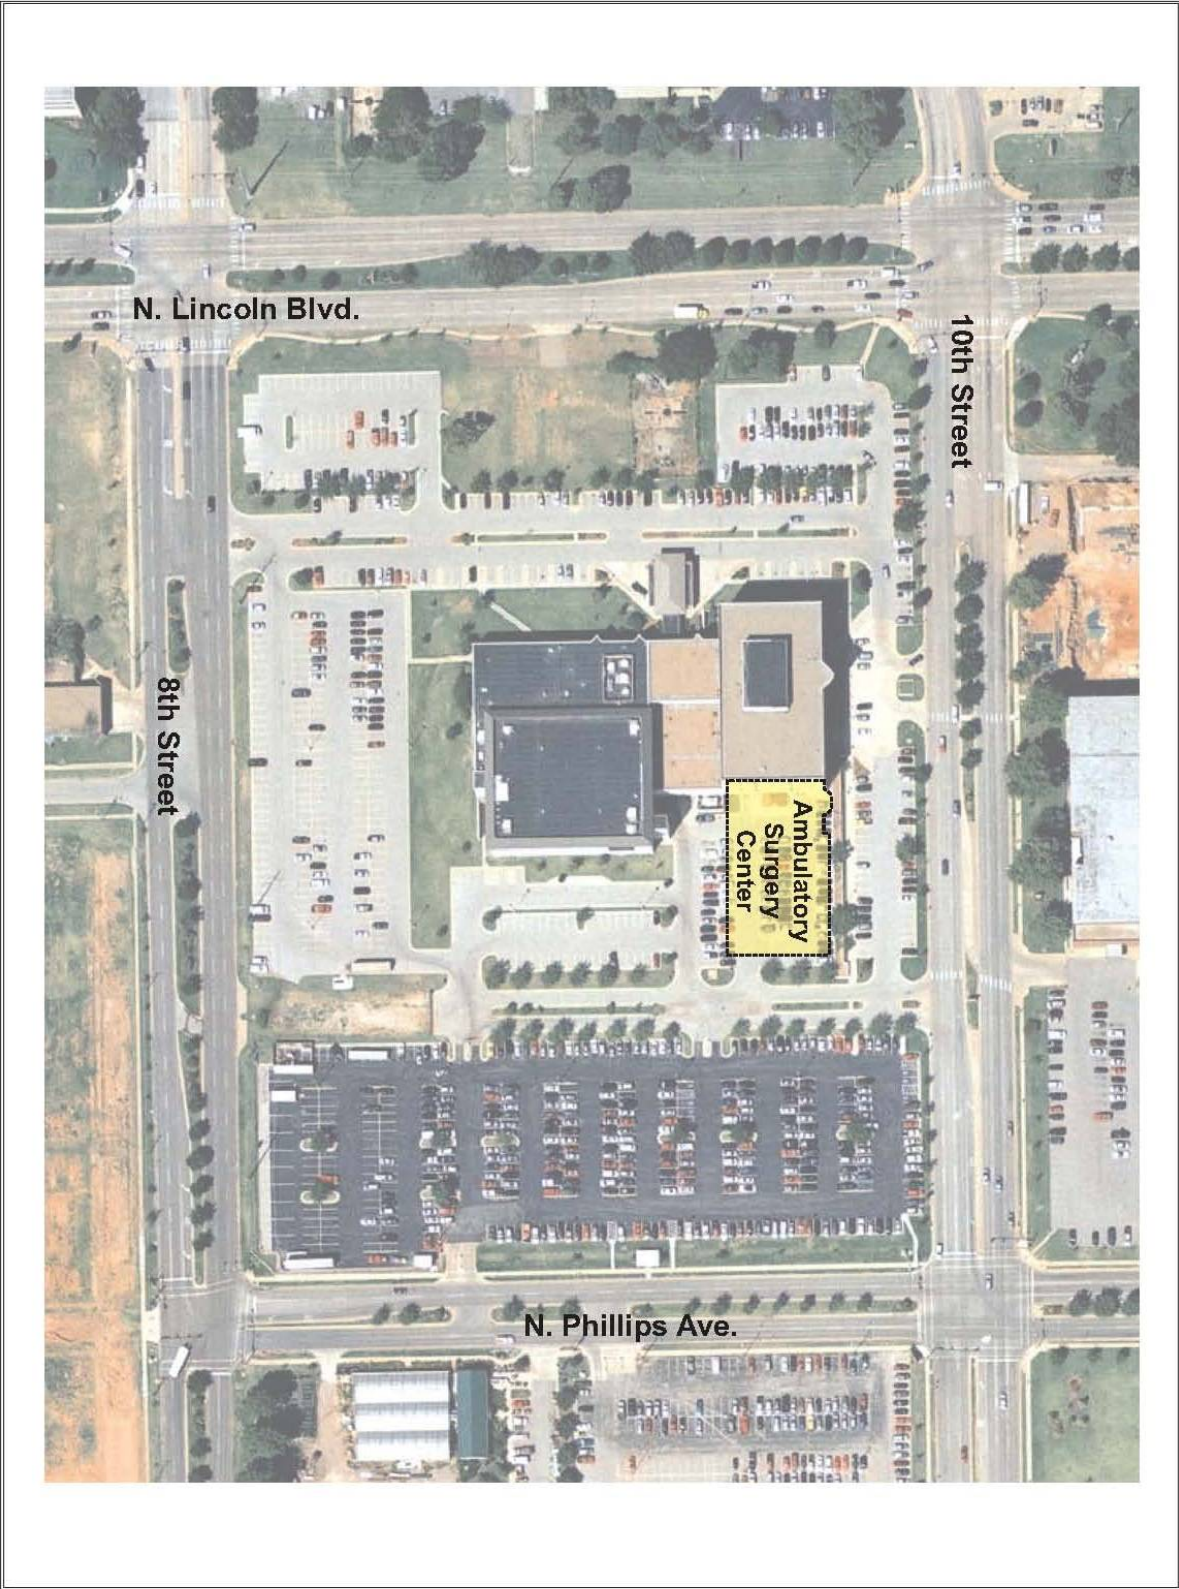 N. Lincoln Blvd.
10th Street
8th Street
Ambulatory
Surgery
Center
N. Phillips Ave.